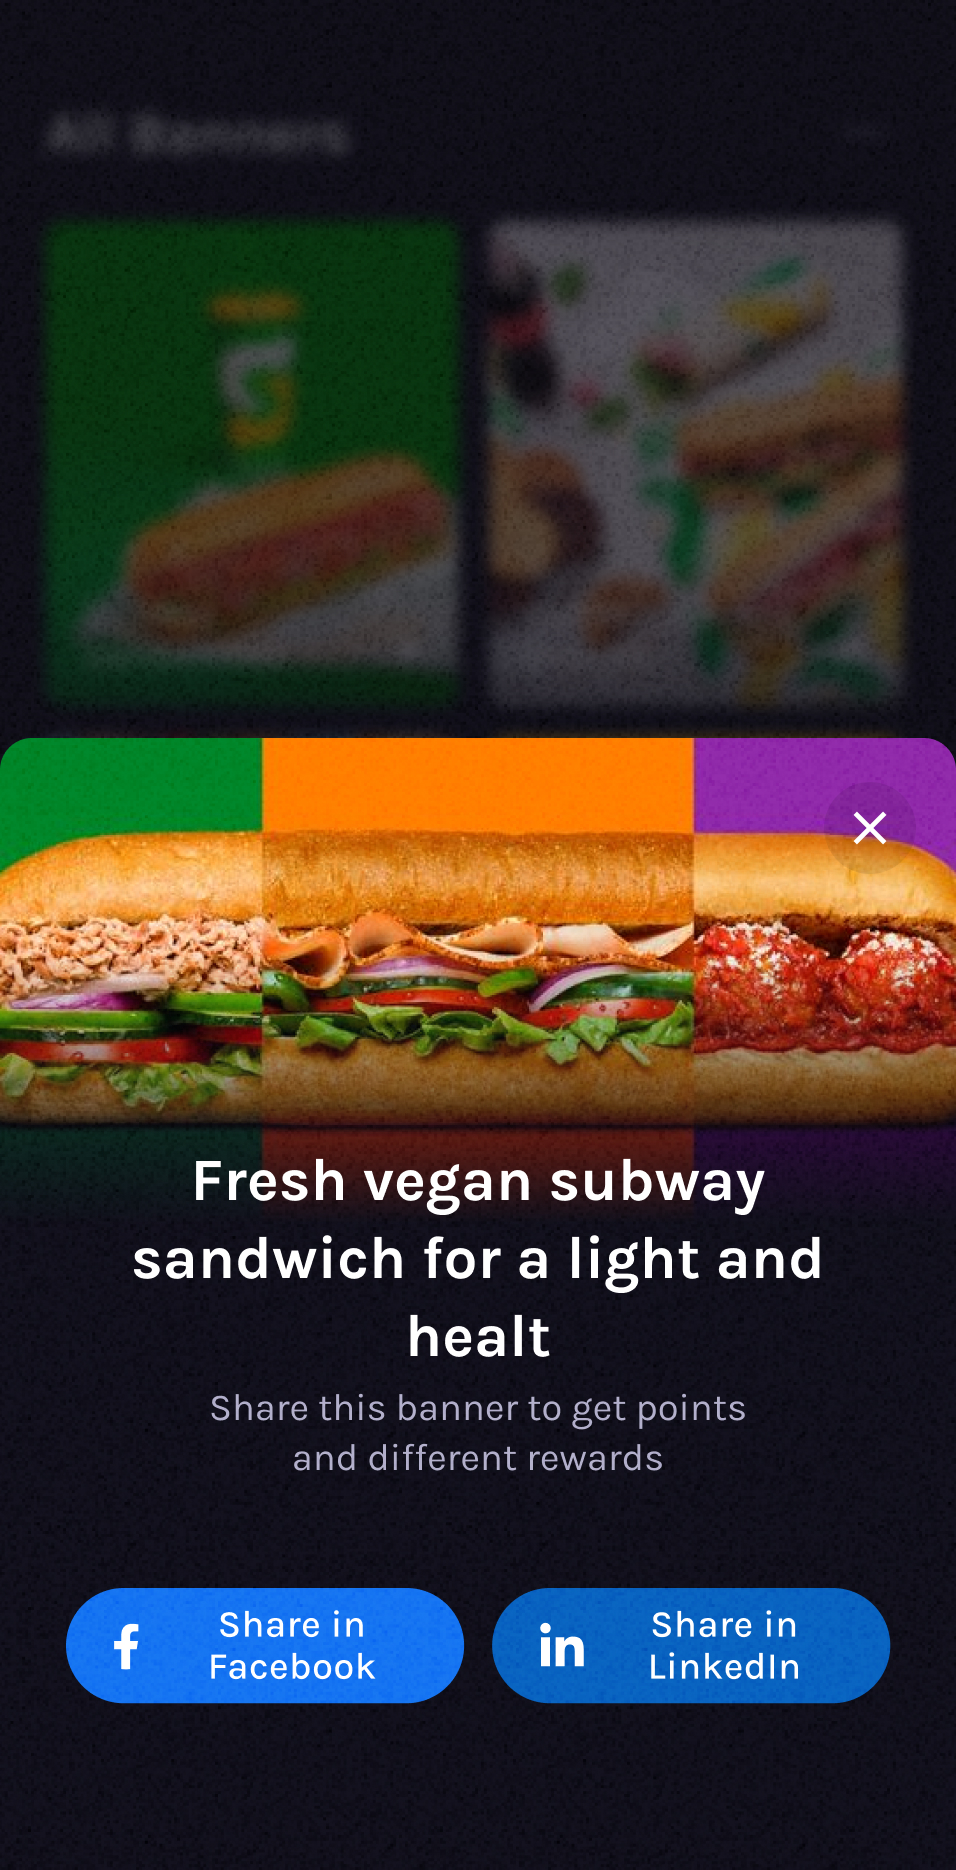 All Banners
Fresh vegan subway
sandwich for a light and
healt
Share this banner to get points
and different rewards
Share in
Facebook
in
Share in
LinkedIn